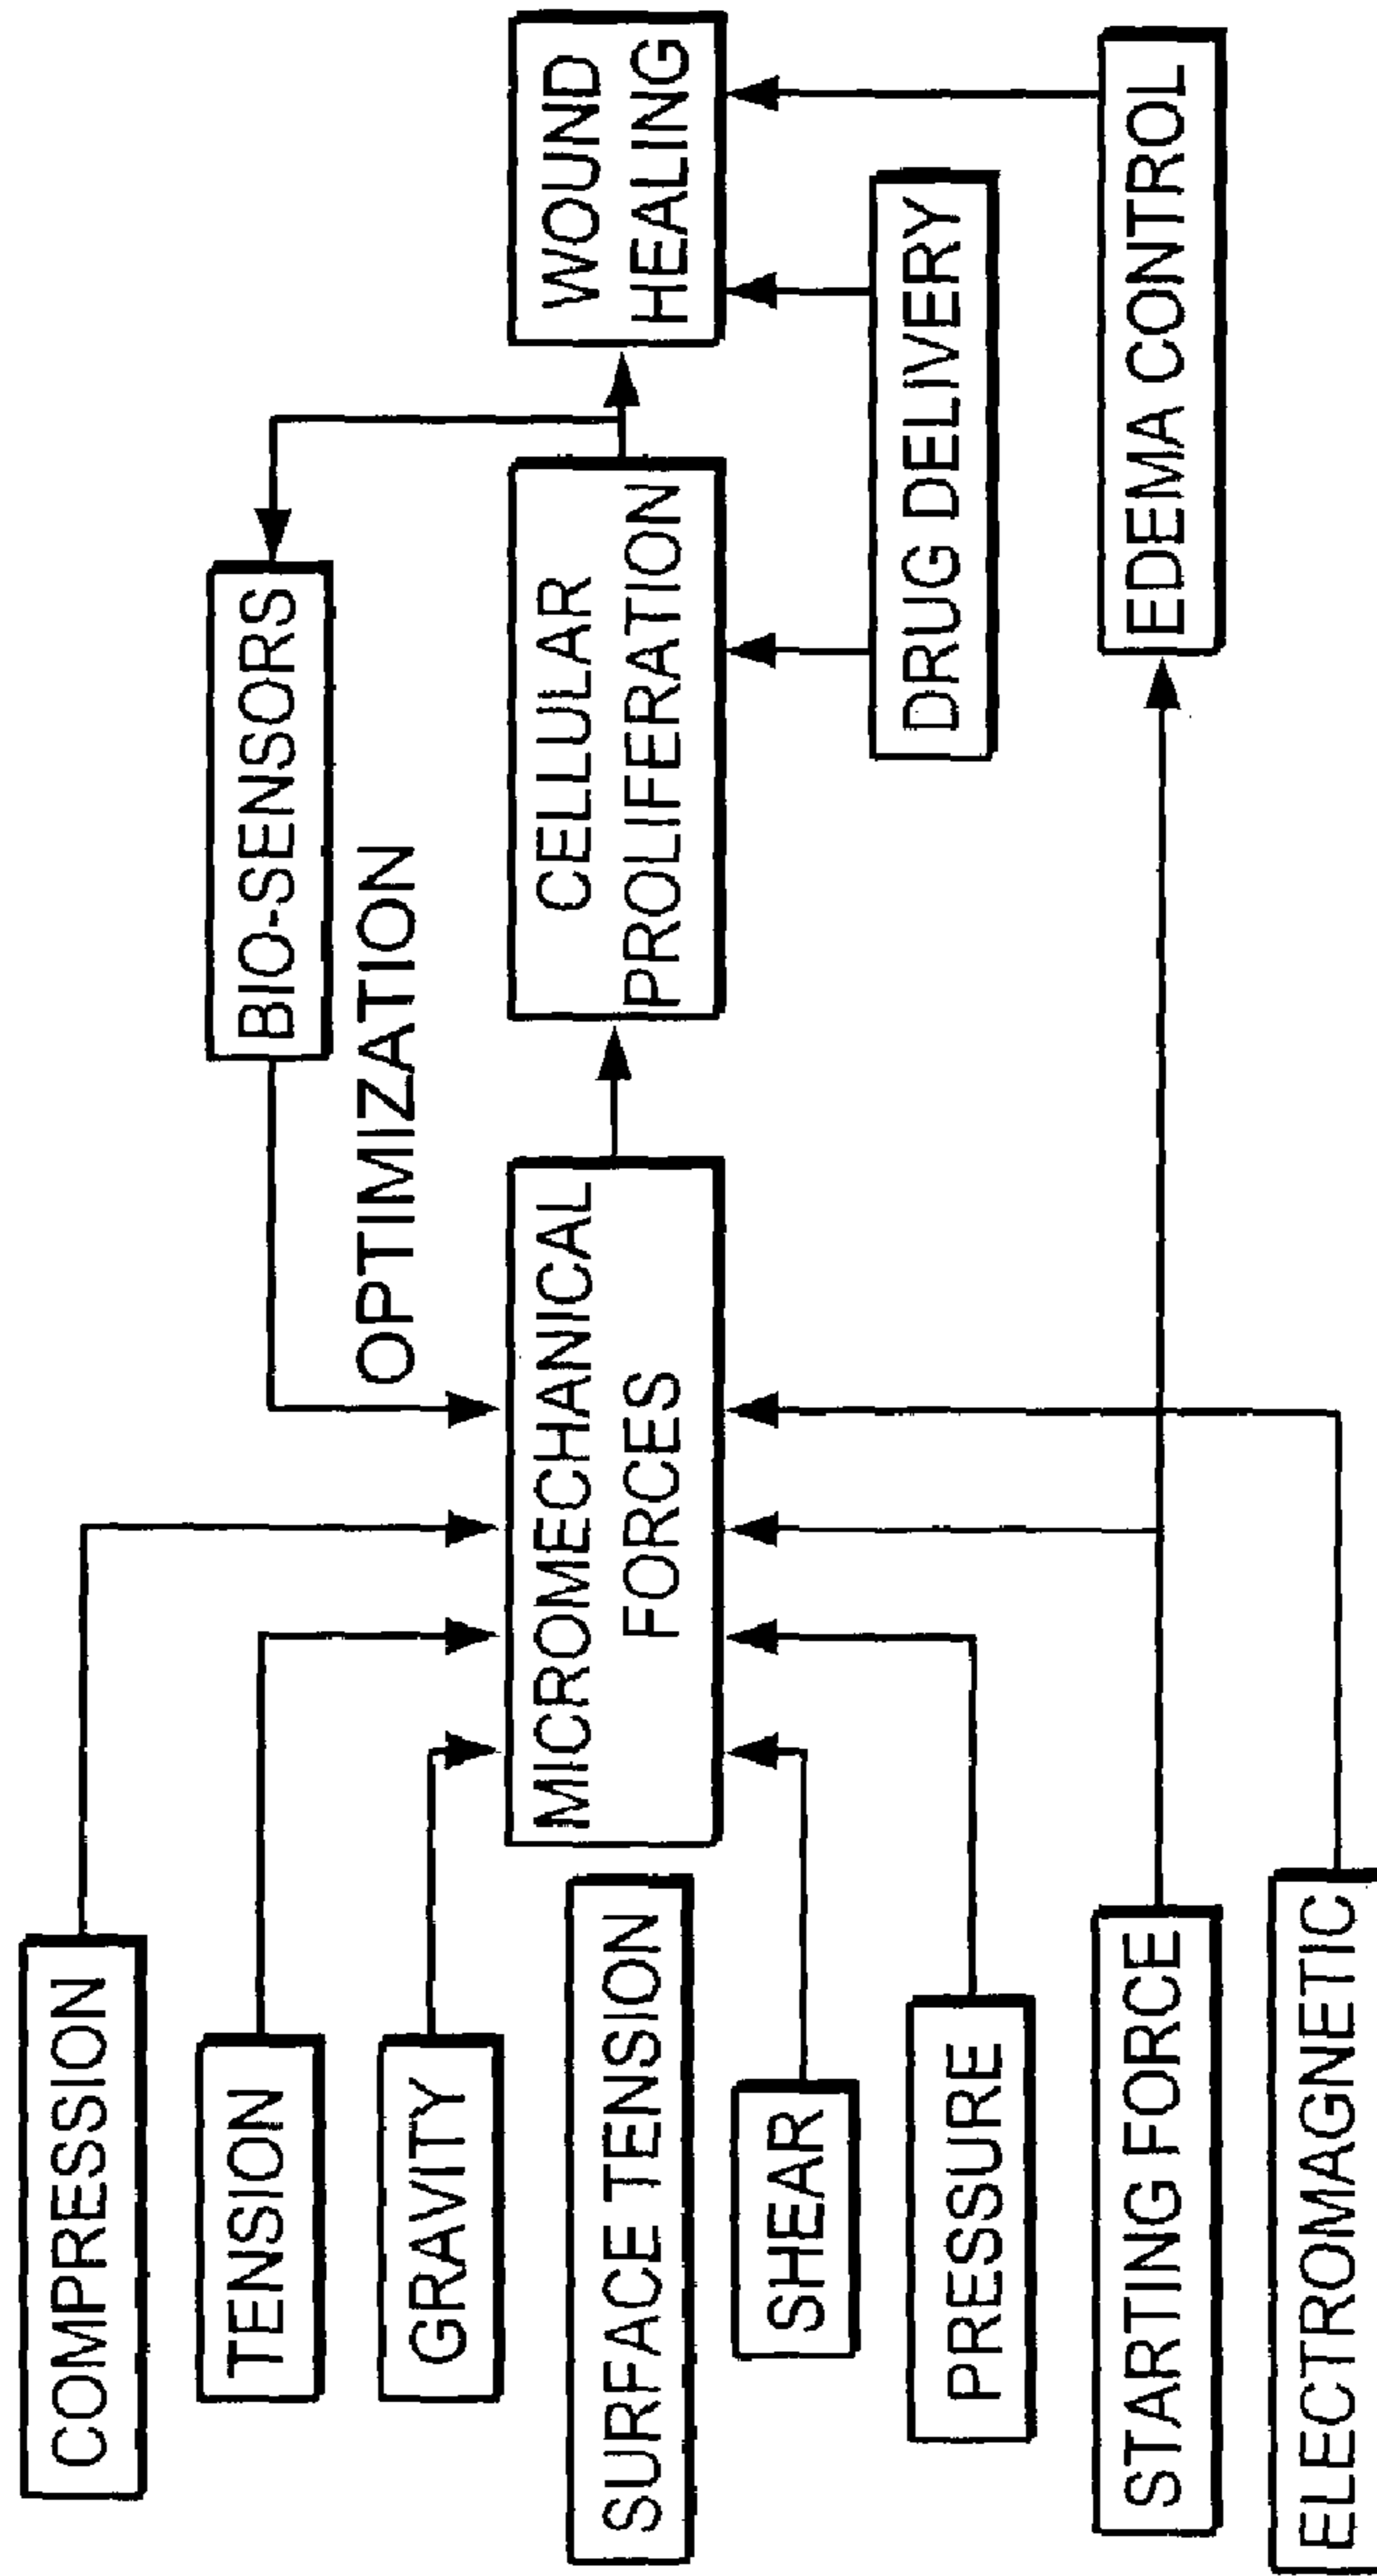 COMPRESSION
TENSION
GRAVITY
SURFACE TENSION
SHEAR
PRESSURE
STARTING FORCE
ELECTROMAGNETIC
MICROMECHANICAL
FORCES
BIO-SENSORS
OPTIMIZATION
CELLULAR
PROLIFERATION
DRUG DELIVERY
WOUND
HEALING
EDEMA CONTROL